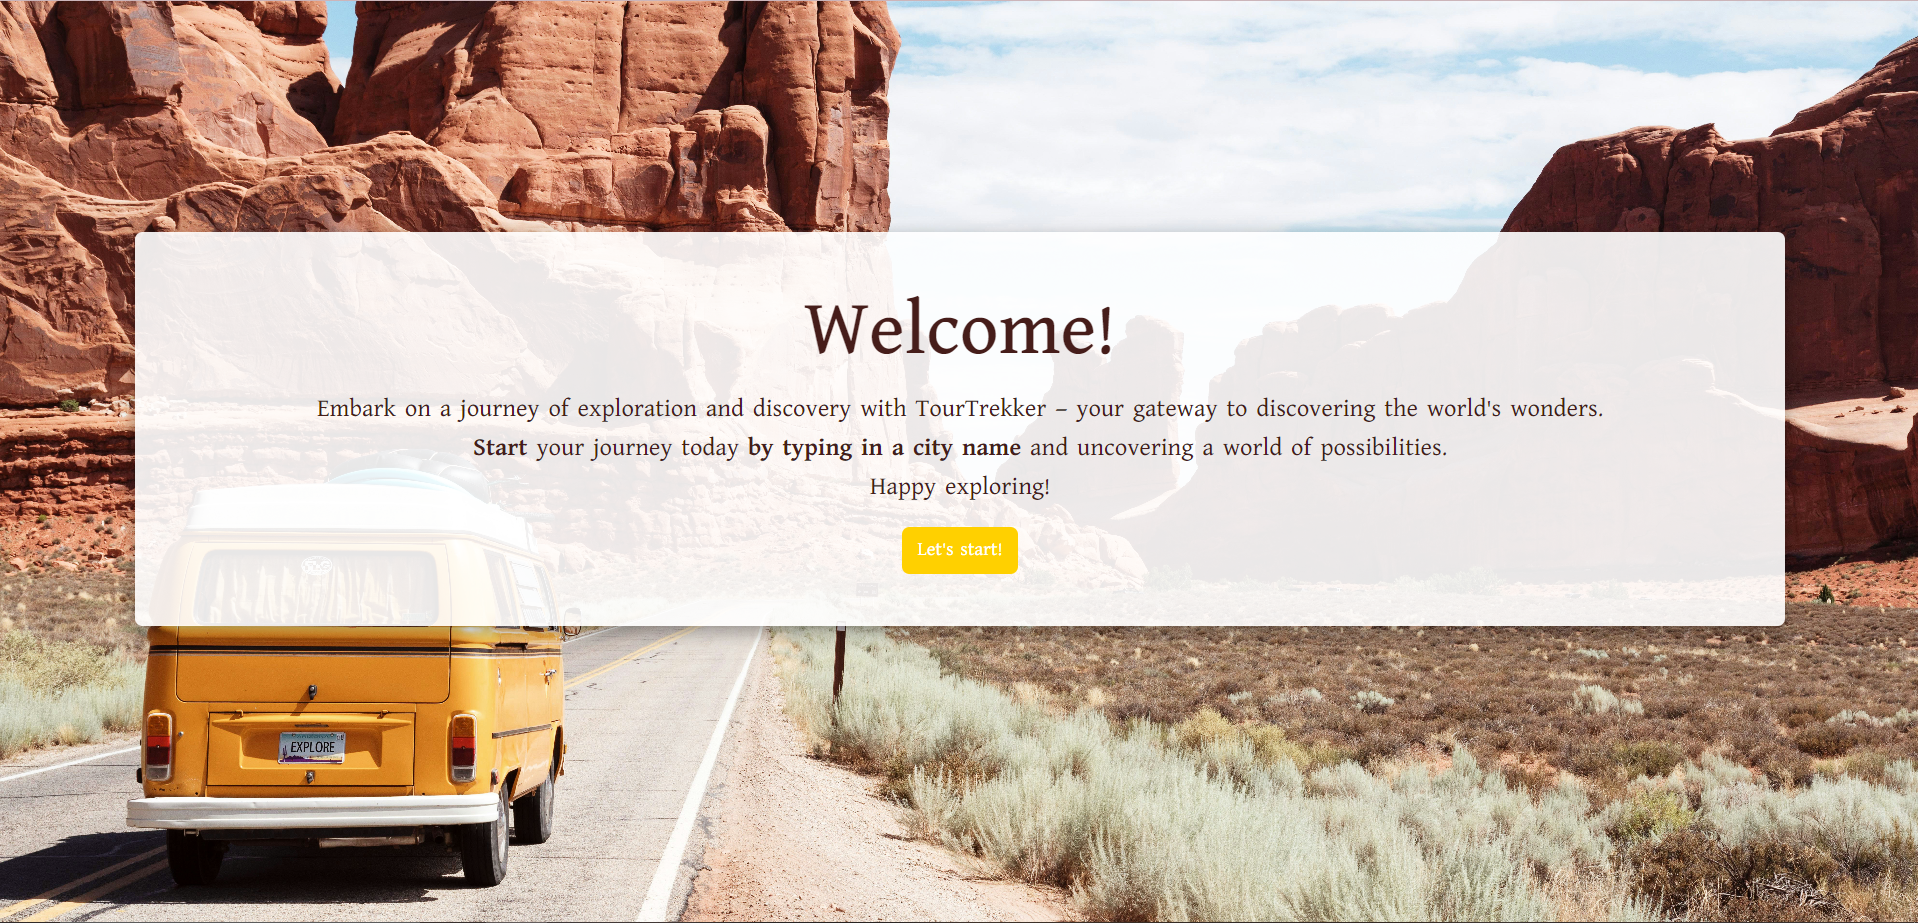 Welcome!
Embark on a journey of exploration and discovery with TourTrekker – your gateway to discovering the world's wonders.
Start your journey today by typing in a city name and uncovering a world of possibilities.
Happy exploring!
Let's start!
EXPLORE